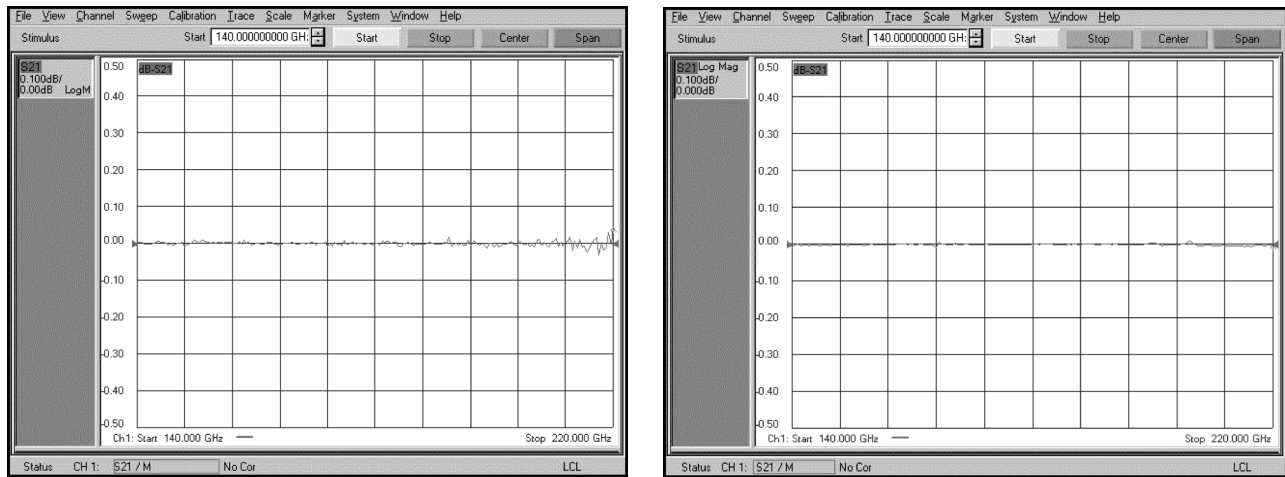 File View Channel Sweep Calibration Trace Scale Marker System Window Help
Stimulus Start 140.000000000 GH: Start Stop Center Span
S21
0.100dB/
0.00dB LogM
dB-S21
0.50
0.40
0.30
0.20
0.10
0.00
-0.10
-0.20
-0.30
-0.40
-0.50
Ch1: Start 140.000 GHz Stop 220.000 GHz
Status CH 1: S21 / M No Cor LCL
File View Channel Sweep Calibration Trace Scale Marker System Window Help
Stimulus Start 140.000000000 GH: Start Stop Center Span
S21 Log Mag
0.100dB/
0.000dB
dB-S21
0.50
0.40
0.30
0.20
0.10
0.00
-0.10
-0.20
-0.30
-0.40
-0.50
Ch1: Start 140.000 GHz Stop 220.000 GHz
Status CH 1: S21 / M No Cor LCL